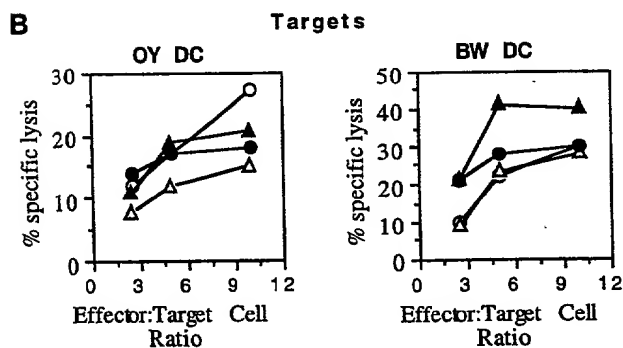 B
Targets
OY DC
30
20
10
0
% specific lysis
0 3 6 9 12
Effector:Target Cell
Ratio
BW DC
50
40
30
20
10
0
% specific lysis
0 3 6 9 12
Effector:Target Cell
Ratio